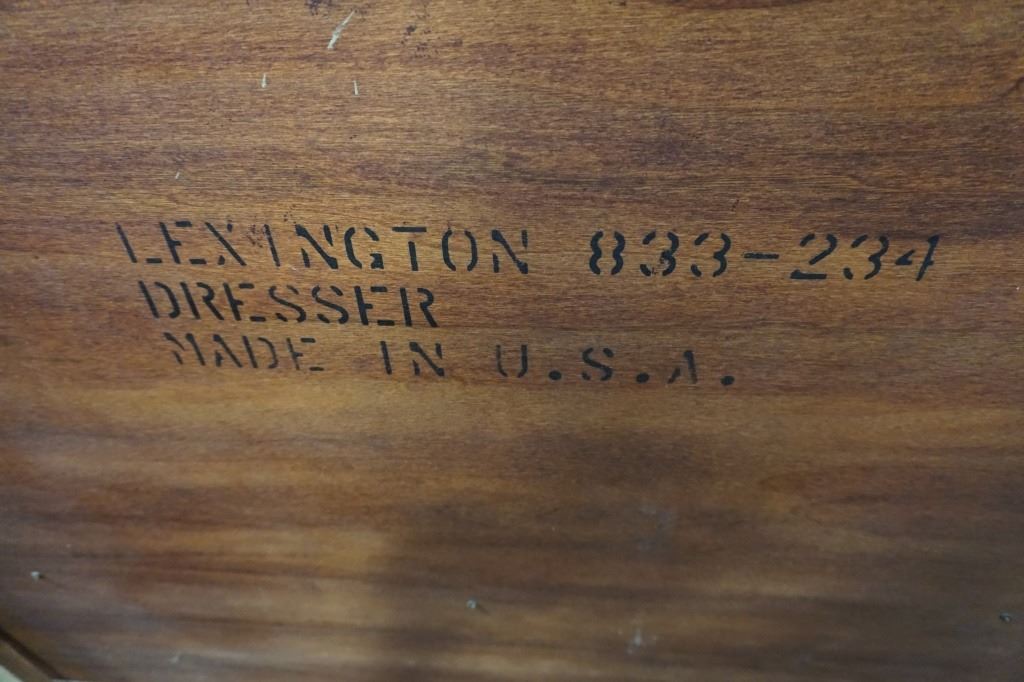 LEXINGTON 833-234
DRESSER
MADE IN U.S.A.